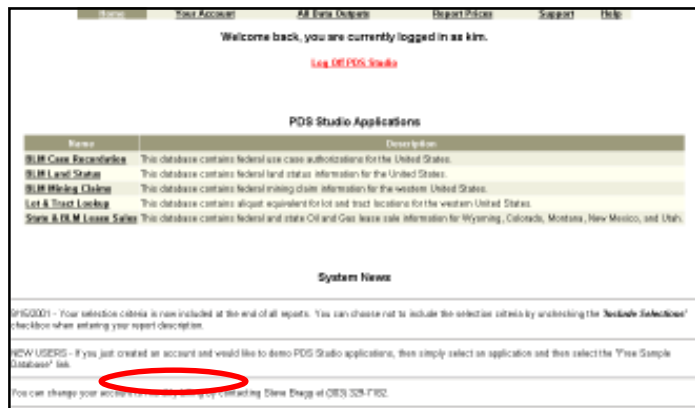 Home Your Account All Data Outputs Report Prices Support Help
Welcome back, you are currently logged in as kim.
Log Off PDS Studio
PDS Studio Applications
Name Description
BLM Case Recordation This database contains federal use case authorizations for the United States.
BLM Land Status This database contains federal land status information for the United States.
BLM Mining Claims This database contains federal mining claim information for the western United States.
Lot & Tract Lookup This database contains aliquot equivalent for lot and tract locations for the western United States.
State & BLM Lease Sales This database contains federal and state Oil and Gas lease sale information for Wyoming, Colorado, Montana, New Mexico, and Utah.
System News
9/15/2001 - Your selection criteria is now included at the end of all reports. You can choose not to include the selection criteria by unchecking the "Include Selections"
checkbox when entering your report description.
NEW USERS - If you just created an account and would like to demo PDS Studio applications, then simply select an application and then select the "Free Sample
Database" link.
You can change your account to billing by contacting Steve Bragg at (303)